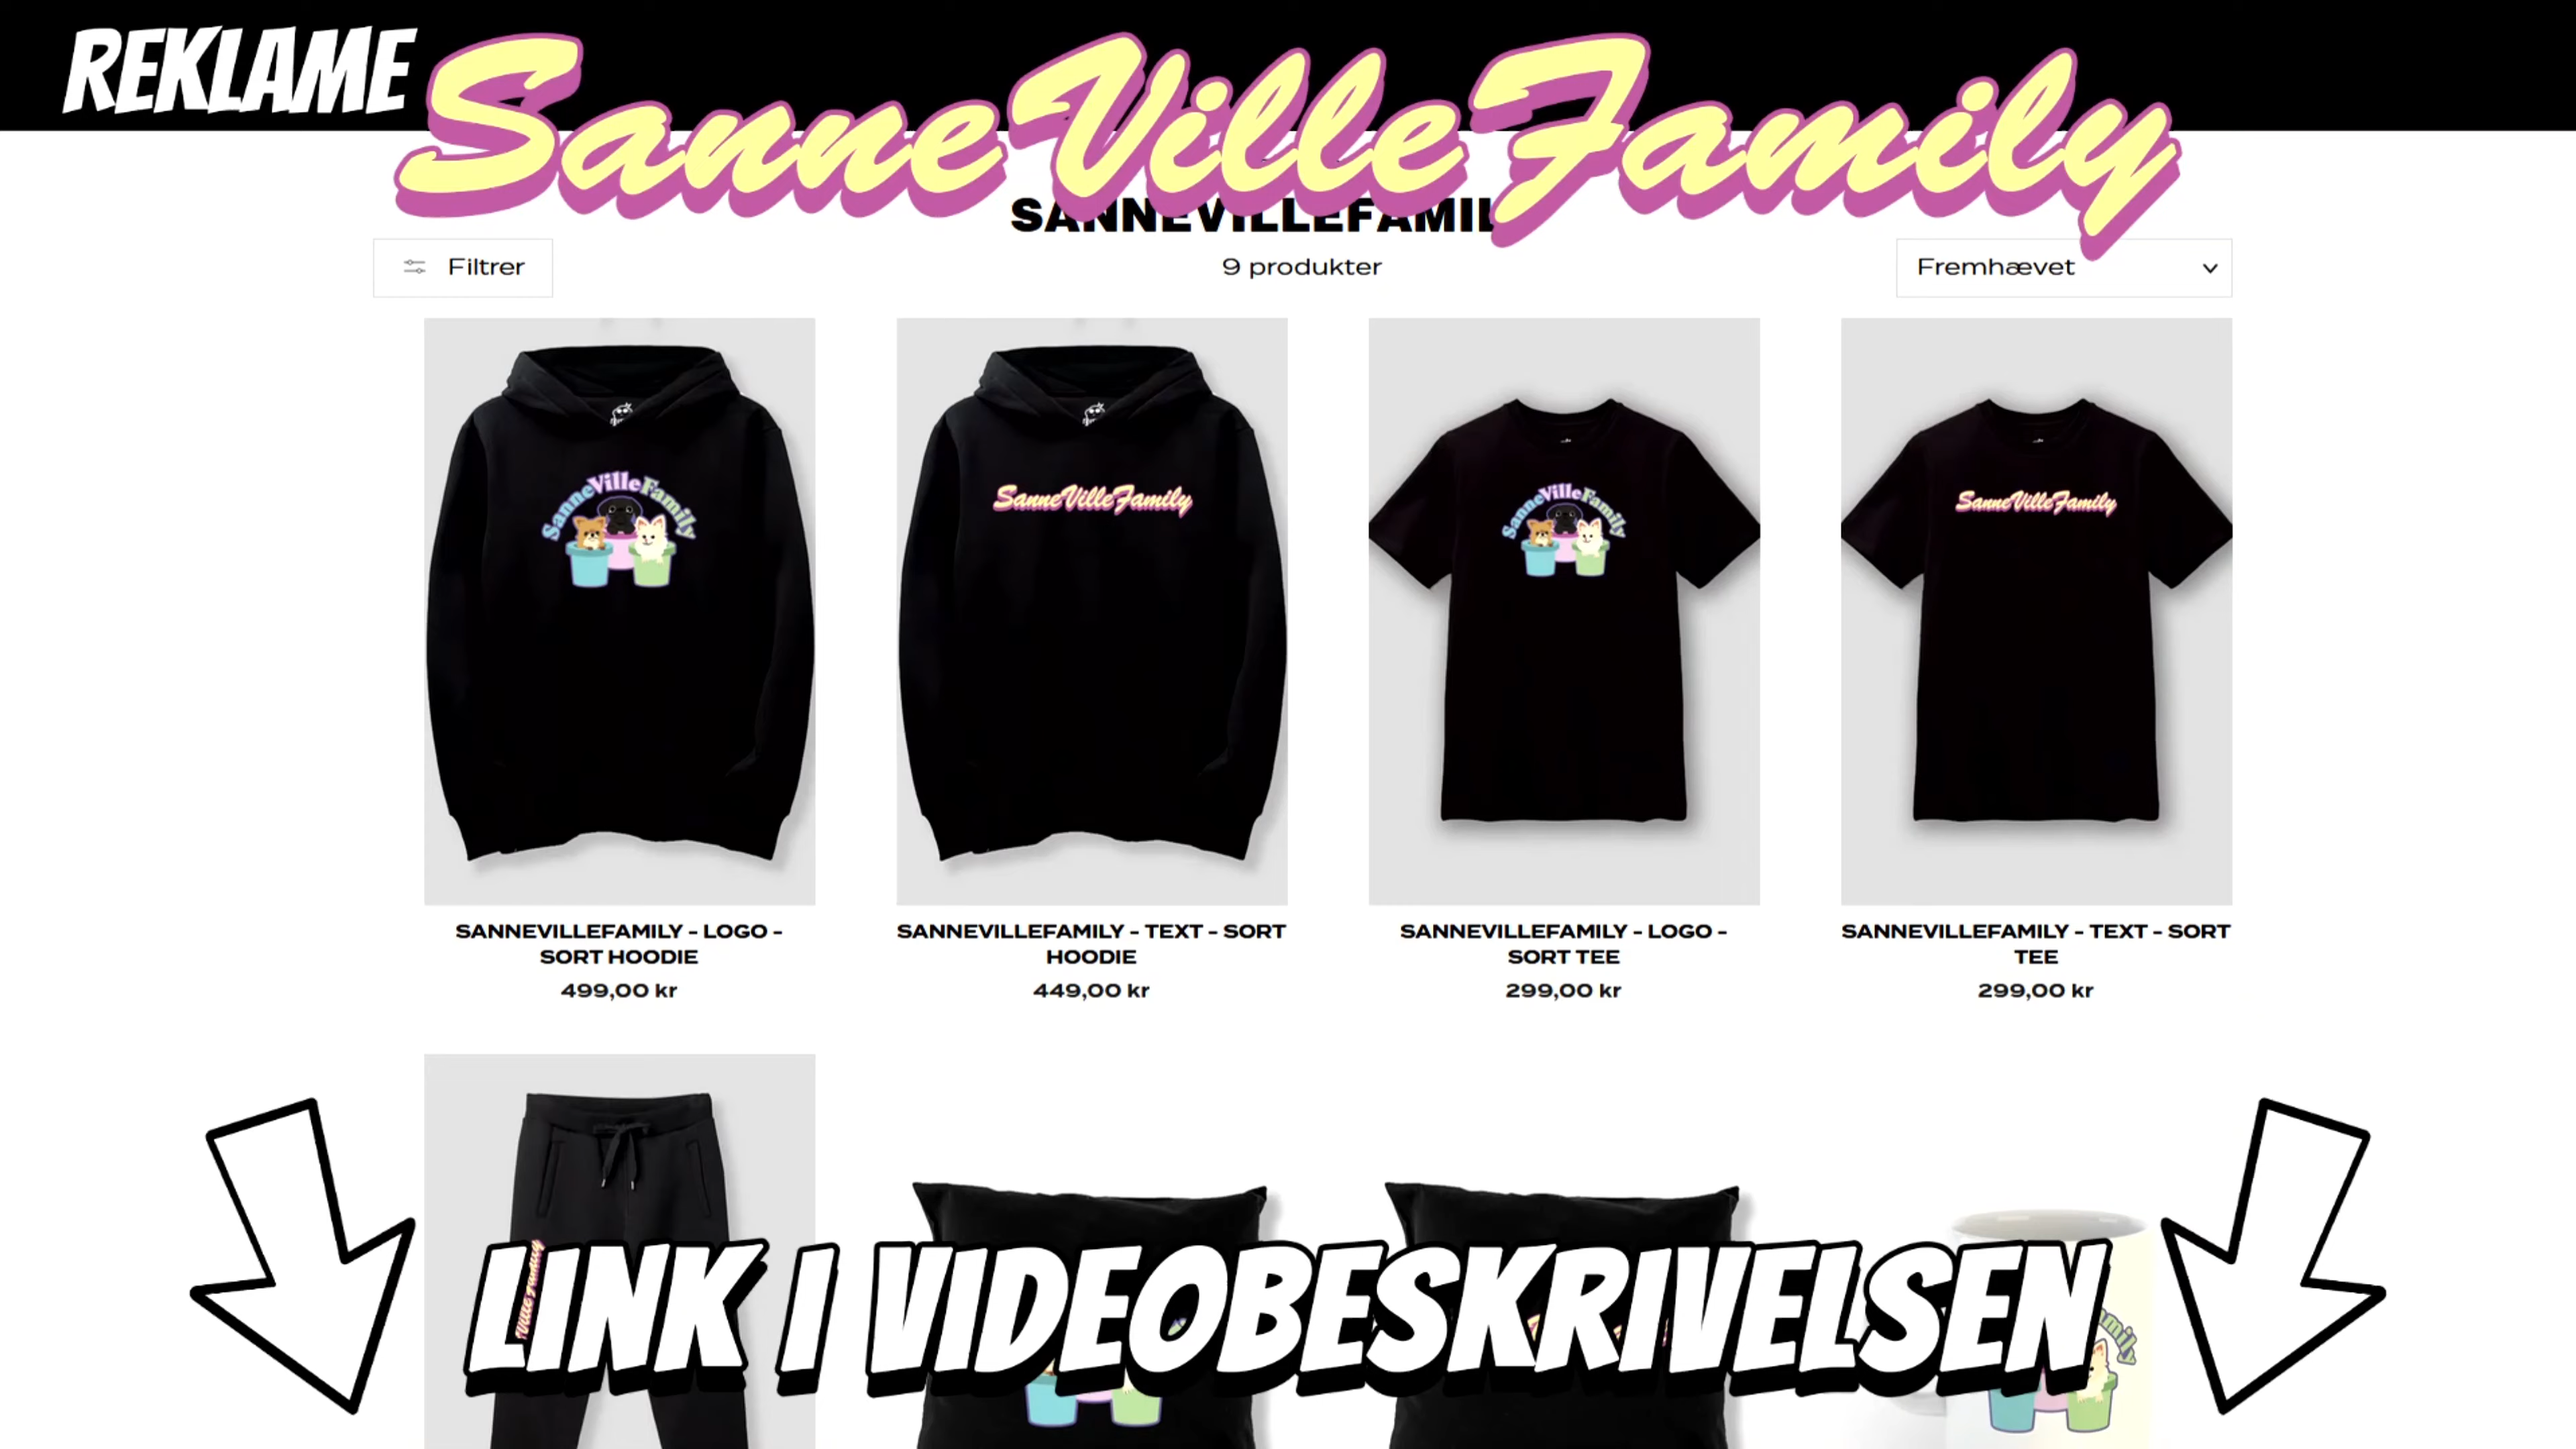 REKLAME
SanneVilleFamily
SANNEVILLEFAMIL
Filtrer
9 produkter
Fremhævet
SanneVilleFamily
SanneVilleFamily
SanneVilleFamily
SanneVilleFamily
SANNEVILLEFAMILY - LOGO -
SORT HOODIE
499,00 kr
SANNEVILLEFAMILY - TEXT - SORT
HOODIE
449,00 kr
SANNEVILLEFAMILY - LOGO -
SORT TEE
299,00 kr
SANNEVILLEFAMILY - TEXT - SORT
TEE
299,00 kr
VilleFamily
LINK I VIDEOBESKRIVELSEN